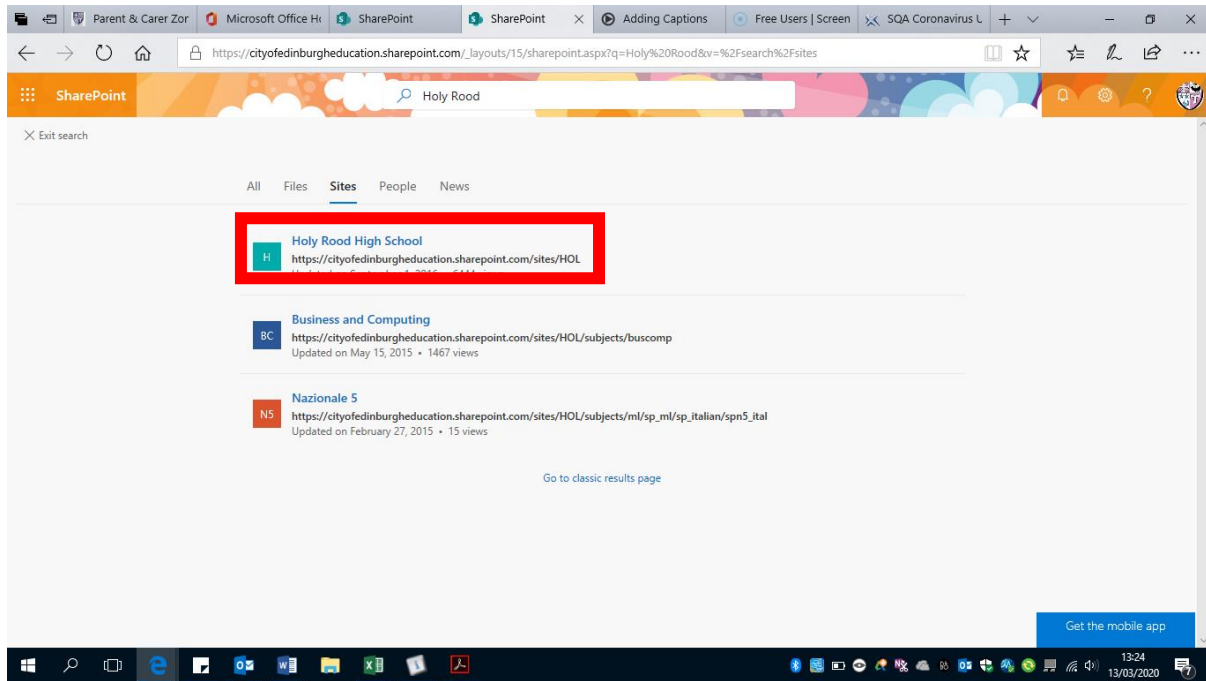 Parent & Carer Zor
Microsoft Office Ho
SharePoint
SharePoint
Adding Captions
Free Users | Screen
SQA Coronavirus U
https://cityofedinburgheducation.sharepoint.com/_layouts/15/sharepoint.aspx?q=Holy%20Rood&v=%2Fsearch%2Fsites
SharePoint
Holy Rood
Exit search
All Files Sites People News
H
Holy Rood High School
https://cityofedinburgheducation.sharepoint.com/sites/HOL
BC
Business and Computing
https://cityofedinburgheducation.sharepoint.com/sites/HOL/subjects/buscomp
Updated on May 15, 2015 • 1467 views
N5
Nazionale 5
https://cityofedinburgheducation.sharepoint.com/sites/HOL/subjects/ml/sp_ml/sp_italian/spn5_ital
Updated on February 27, 2015 • 15 views
Go to classic results page
Get the mobile app
13:24
13/03/2020